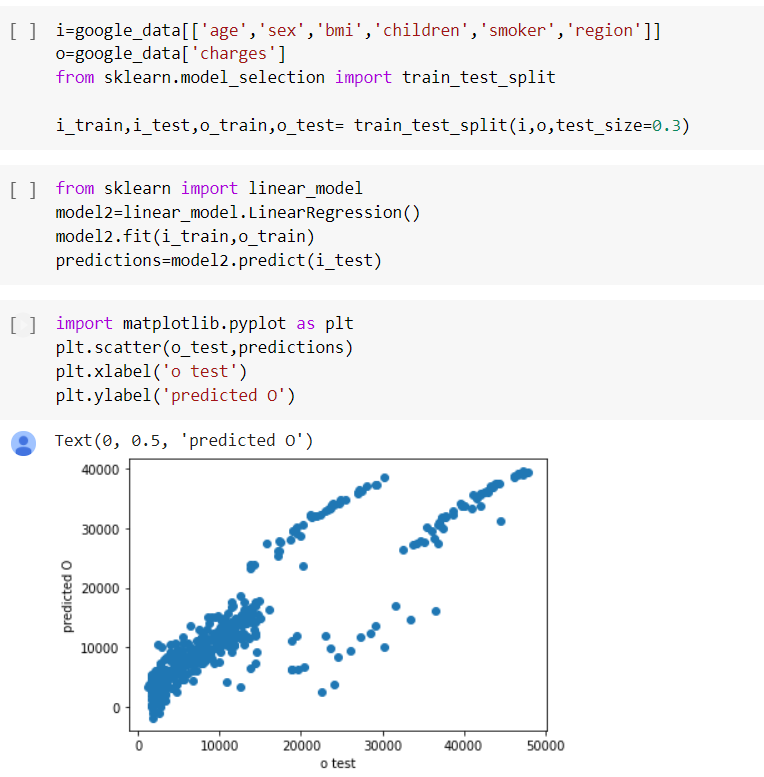 [ ] i=google_data[['age','sex','bmi','children','smoker','region']]
o=google_data['charges']
from sklearn.model_selection import train_test_split
i_train,i_test,o_train,o_test= train_test_split(i,o,test_size=0.3)
[ ] from sklearn import linear_model
model2=linear_model.LinearRegression()
model2.fit(i_train,o_train)
predictions=model2.predict(i_test)
[ ] import matplotlib.pyplot as plt
plt.scatter(o_test,predictions)
plt.xlabel('o test')
plt.ylabel('predicted O')
Text(0, 0.5, 'predicted O')
40000
30000
20000
10000
0
predicted O
0 10000 20000 30000 40000 50000
o test